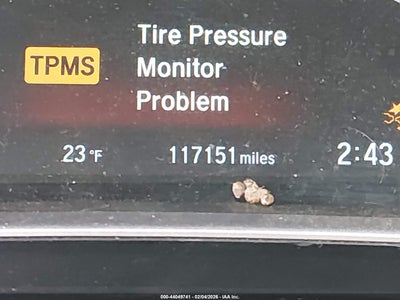 TPMS
Tire Pressure
Monitor
Problem
23°F
117151 miles
2:43
000-44049741 - 02/04/2026 - IAA Inc.